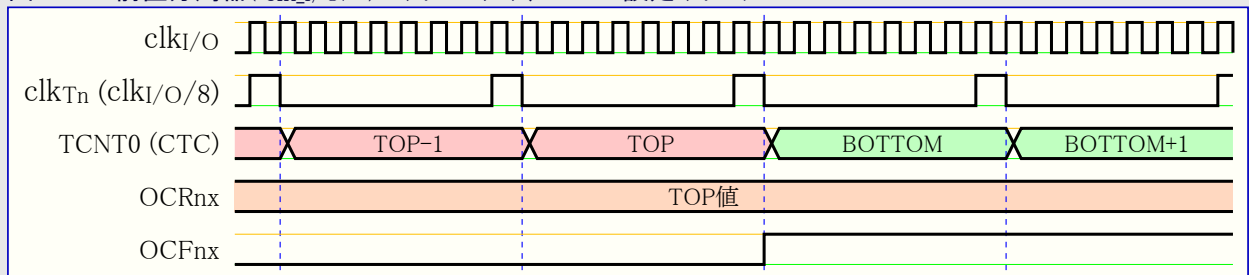 clkI/O
clkTn (clkI/O/8)
TCNT0 (CTC) TOP-1 TOP BOTTOM BOTTOM+1
OCRnx TOP値
OCFnx